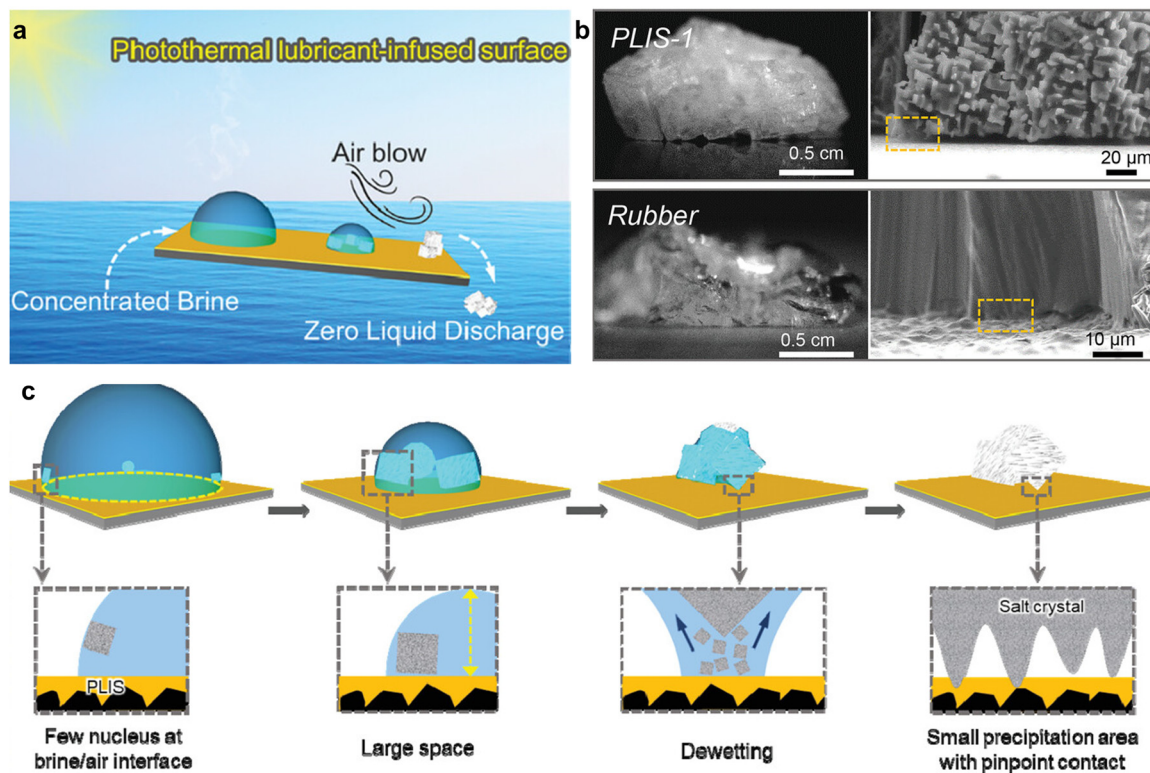 a
Photothermal lubricant-infused surface
Air blow
Concentrated Brine
Zero Liquid Discharge
b
PLIS-1
0.5 cm
20 µm
Rubber
0.5 cm
10 µm
c
PLIS
Salt crystal
Few nucleus at
brine/air interface
Large space
Dewetting
Small precipitation area
with pinpoint contact